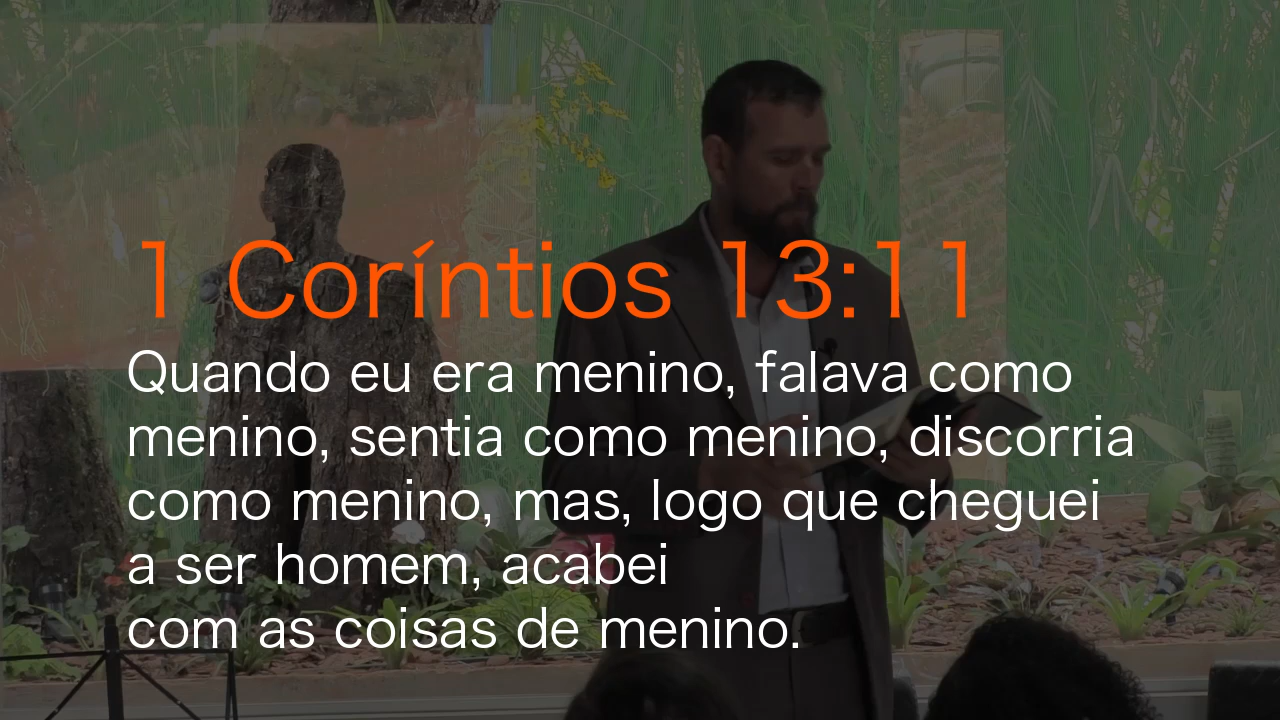 1 Coríntios 13:11
Quando eu era menino, falava como
menino, sentia como menino, discorria
como menino, mas, logo que cheguei
a ser homem, acabei
com as coisas de menino.